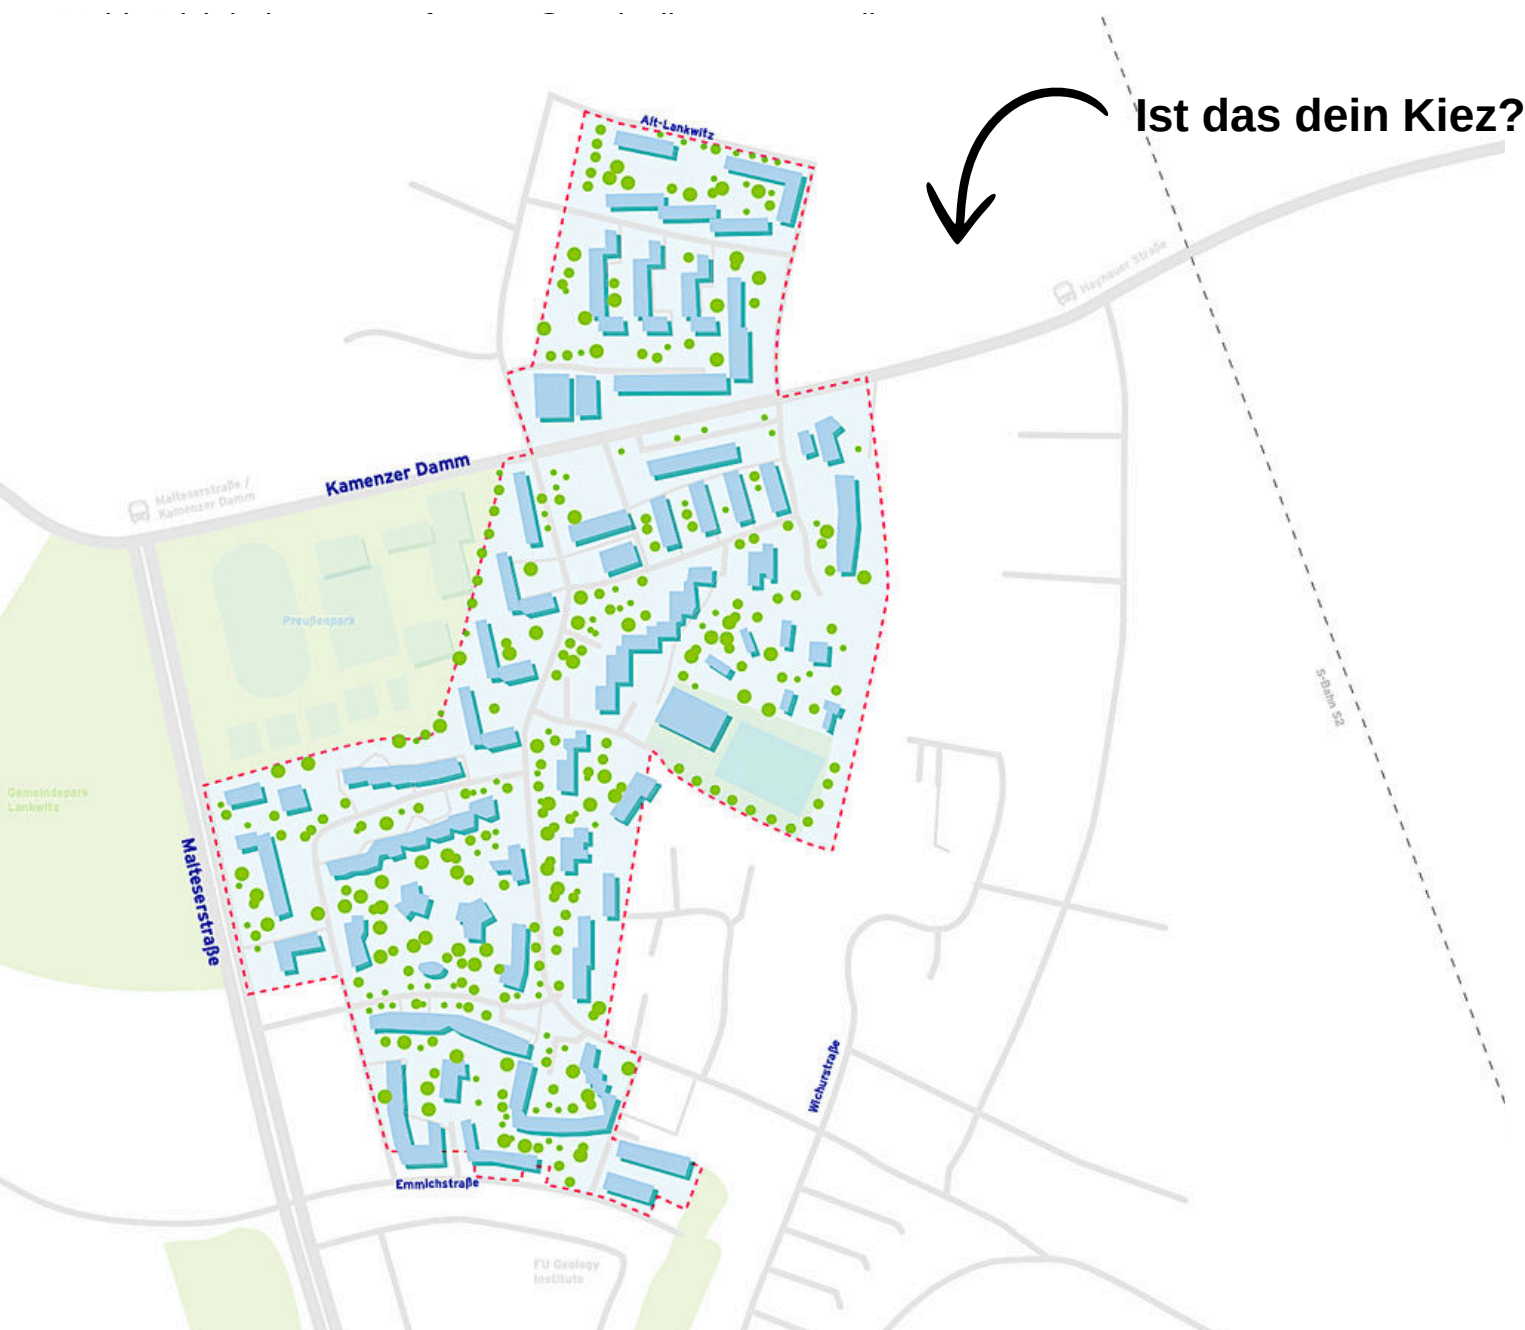 Alt-Lankwitz
Ist das dein Kiez?
Haynauer Straße
Kamenzer Damm
Malteserstraße /
Kamenzer Damm
Preußenpark
S-Bahn S2
Gemeindepark
Lankwitz
Malteserstraße
Wichurstraße
Emmichstraße
FU Geology
Institute